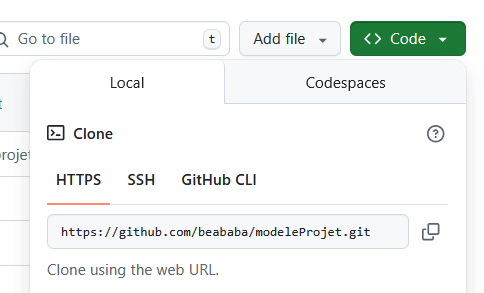 Go to file t Add file Code
Local Codespaces
t
Clone
rojet
HTTPS SSH GitHub CLI
https://github.com/beababa/modeleProjet.git
Clone using the web URL.